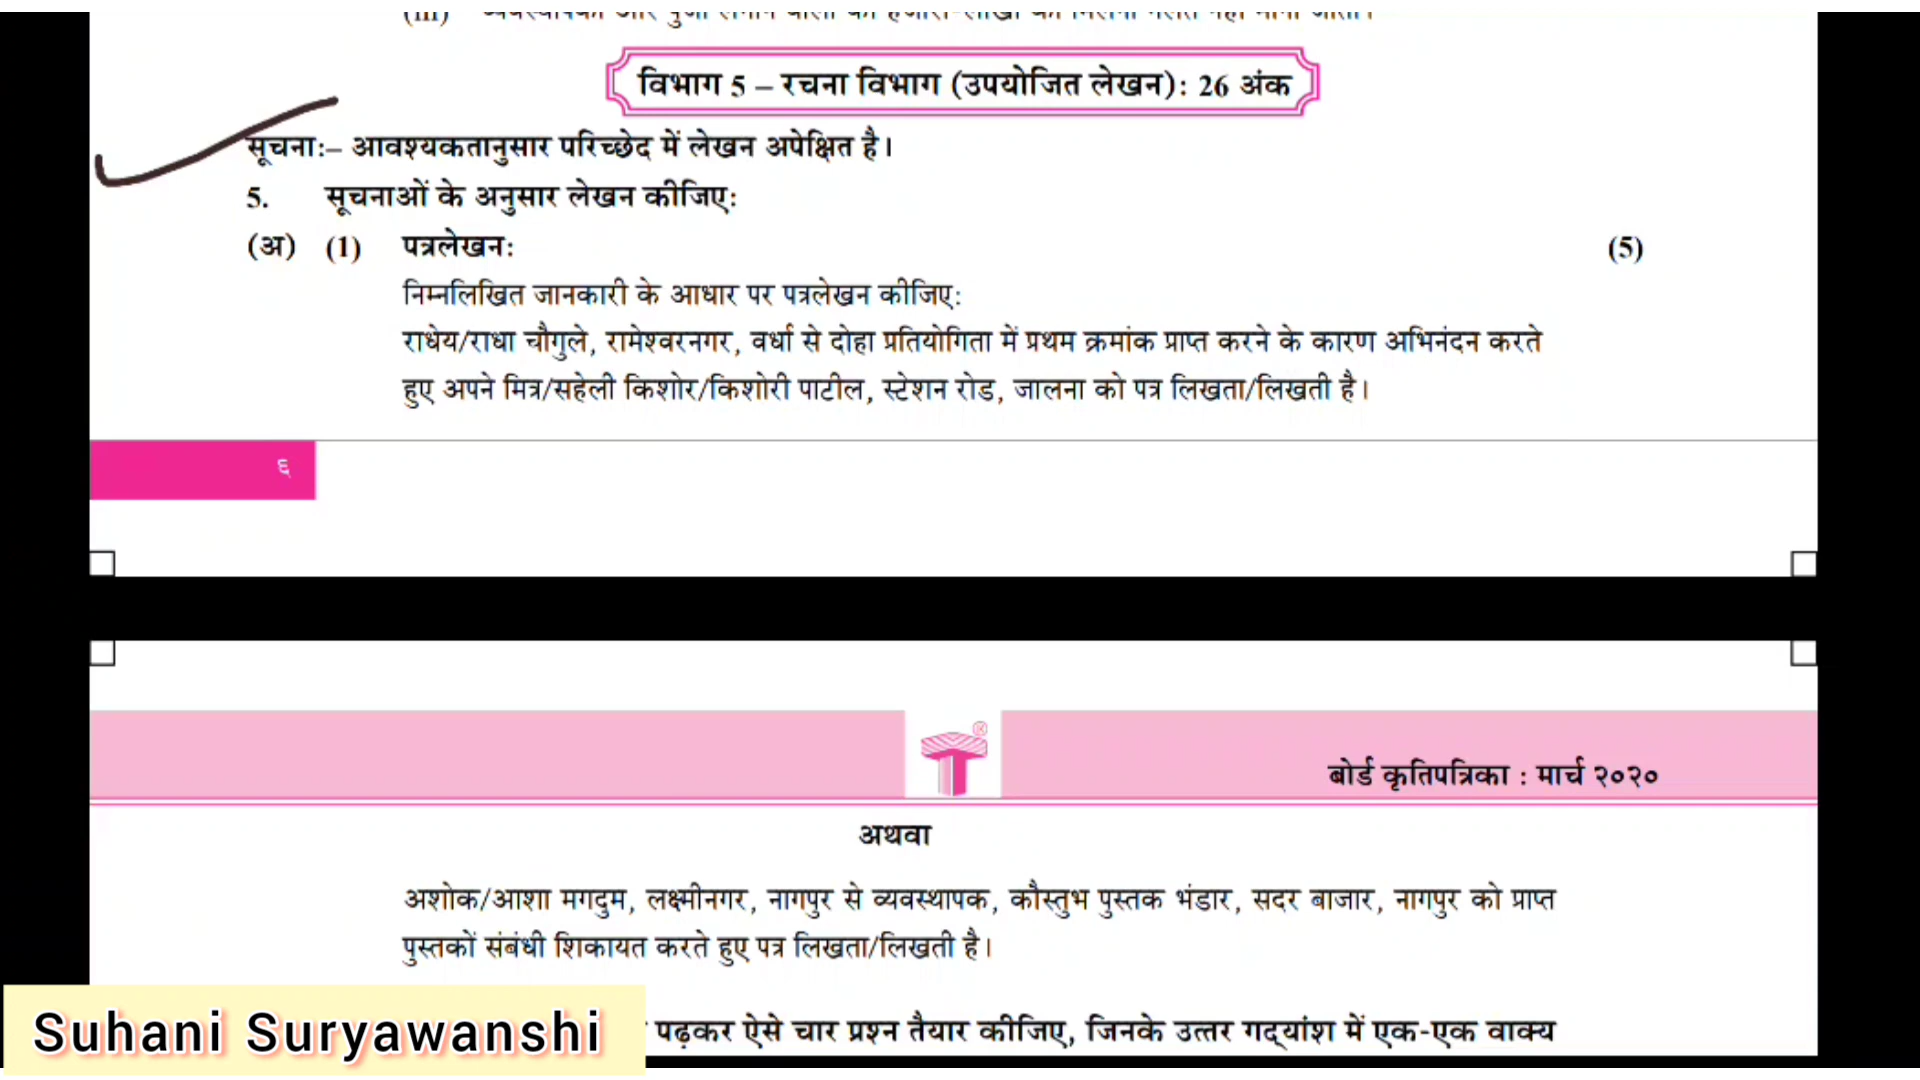 (iii)
विभाग 5 – रचना विभाग (उपयोजित लेखन): 26 अंक
सूचना:– आवश्यकतानुसार परिच्छेद में लेखन अपेक्षित है।
5. सूचनाओं के अनुसार लेखन कीजिए:
(अ) (1) पत्रलेखन: (5)
निम्नलिखित जानकारी के आधार पर पत्रलेखन कीजिए:
राधेय/राधा चौगुले, रामेश्वरनगर, वर्धा से दोहा प्रतियोगिता में प्रथम क्रमांक प्राप्त करने के कारण अभिनंदन करते
हुए अपने मित्र/सहेली किशोर/किशोरी पाटील, स्टेशन रोड, जालना को पत्र लिखता/लिखती है।
६
T®
बोर्ड कृतिपत्रिका : मार्च २०२०
अथवा
अशोक/आशा मगदुम, लक्ष्मीनगर, नागपुर से व्यवस्थापक, कौस्तुभ पुस्तक भंडार, सदर बाजार, नागपुर को प्राप्त
पुस्तकों संबंधी शिकायत करते हुए पत्र लिखता/लिखती है।
पढ़कर ऐसे चार प्रश्न तैयार कीजिए, जिनके उत्तर गद्यांश में एक-एक वाक्य
Suhani Suryawanshi